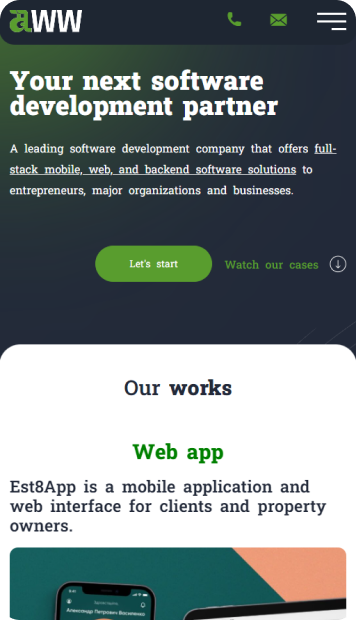 aww
Your next software
development partner
A leading software development company that offers full-
stack mobile, web, and backend software solutions to
entrepreneurs, major organizations and businesses.
Let's start
Watch our cases
Our works
Web app
Est8App is a mobile application and
web interface for clients and property
owners.
Александр Петрович Василенко